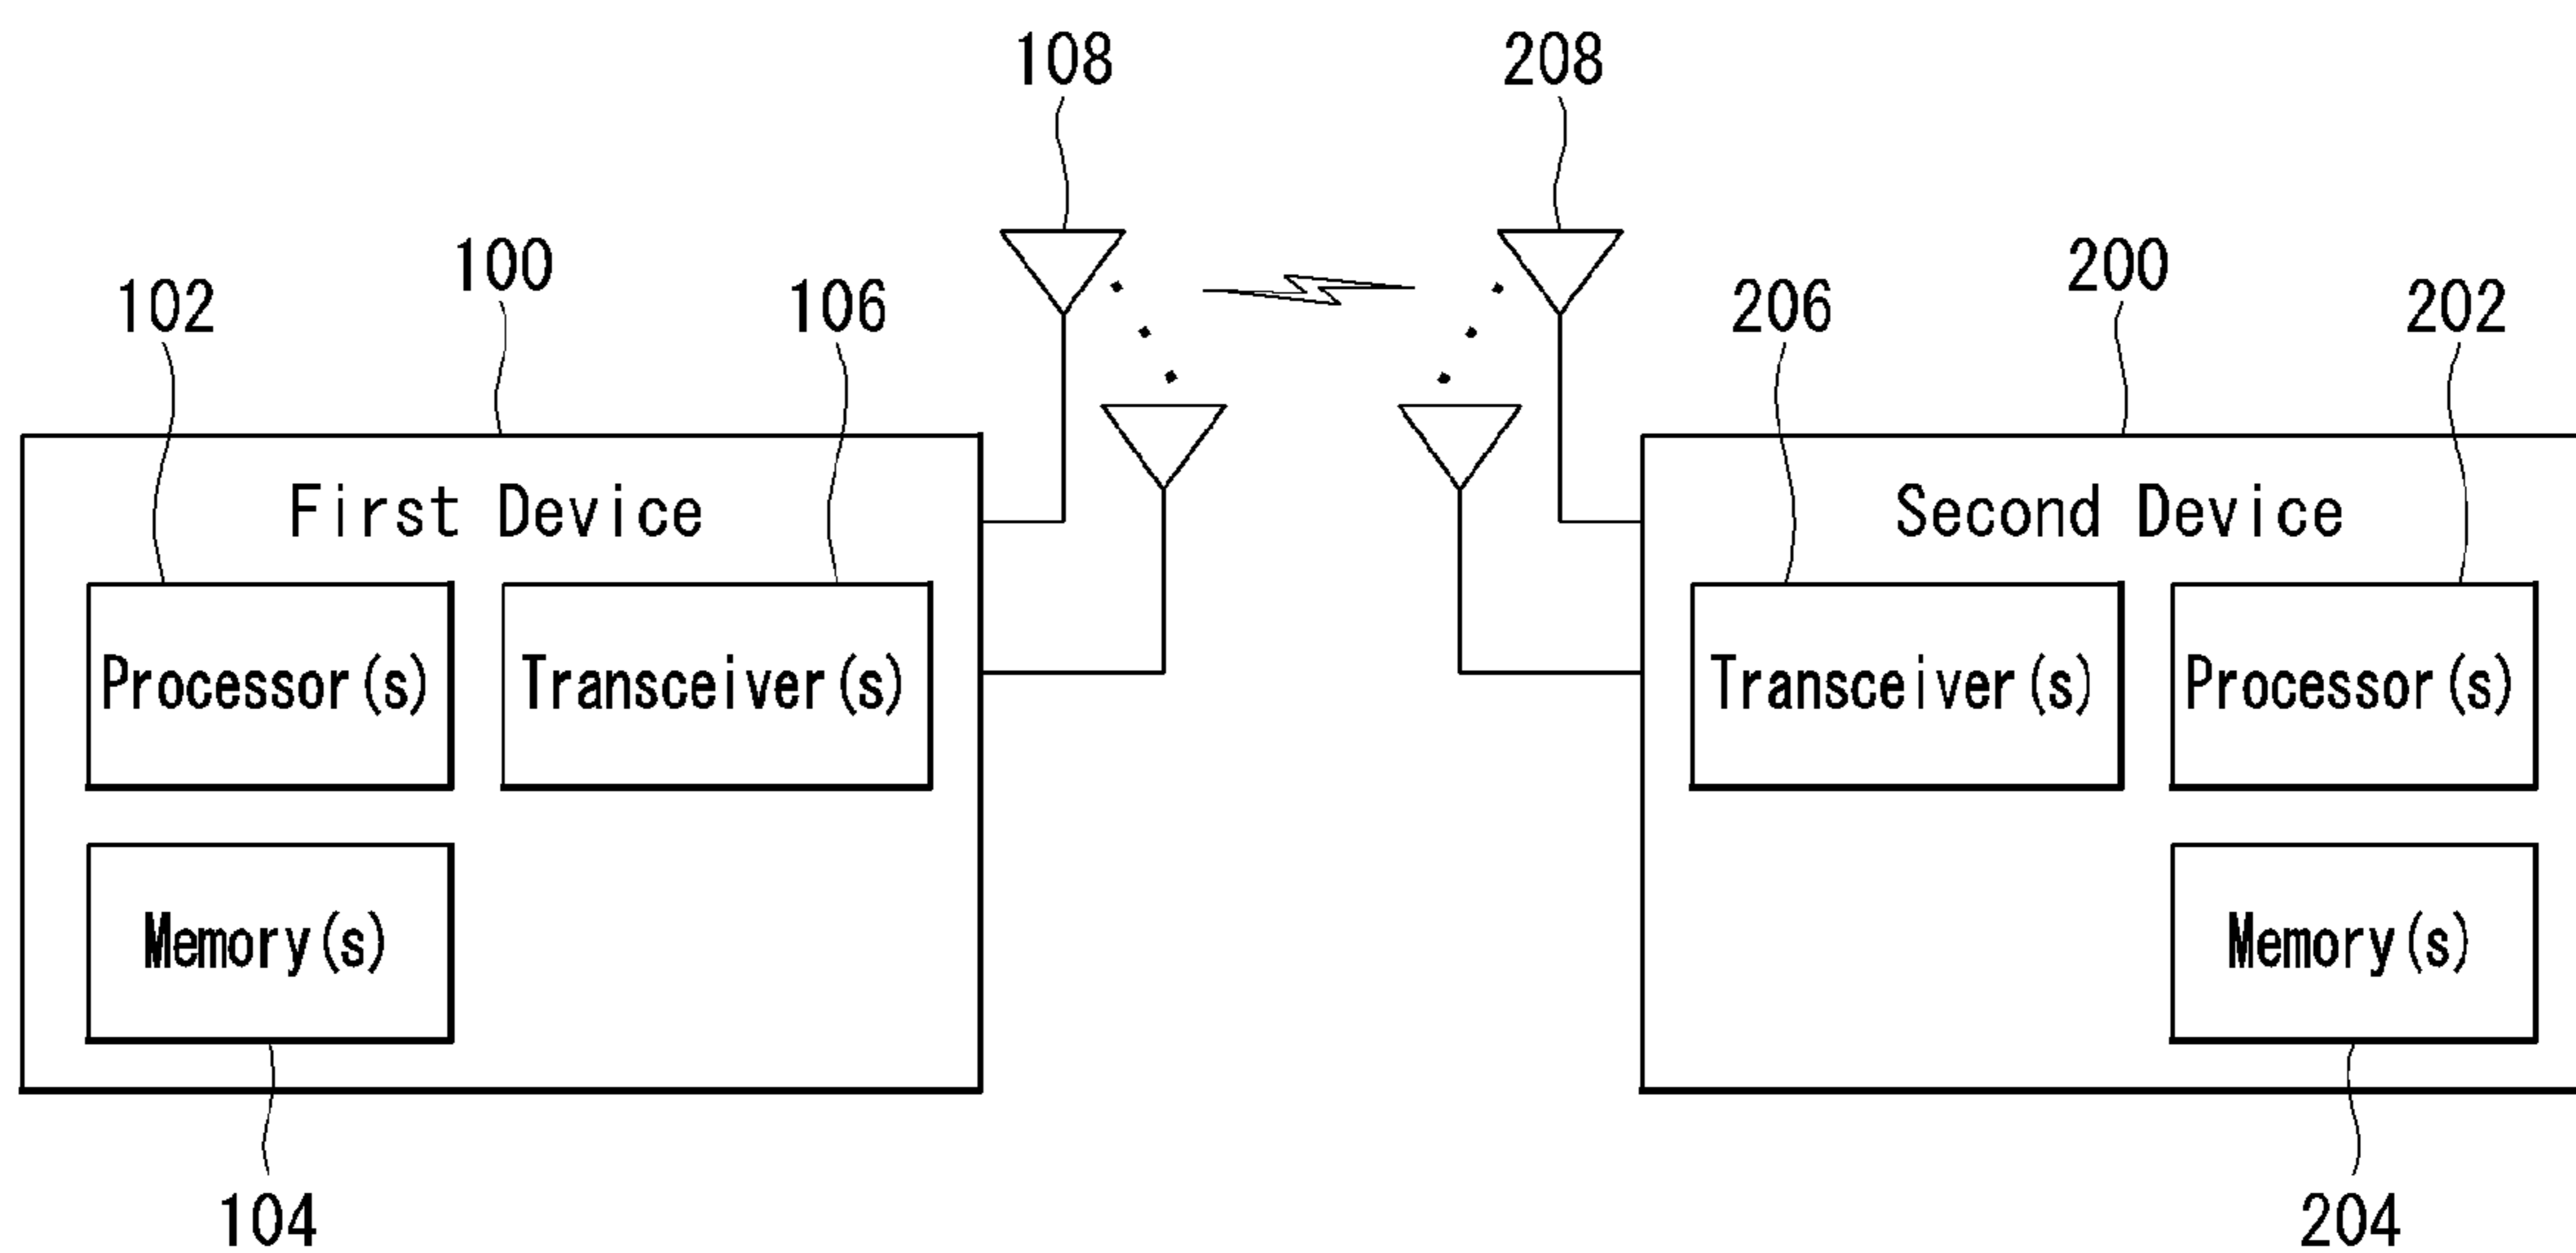 108 208
100 200
102 106 206 202
First Device Second Device
Processor(s) Transceiver(s) Transceiver(s) Processor(s)
Memory(s) Memory(s)
104 204